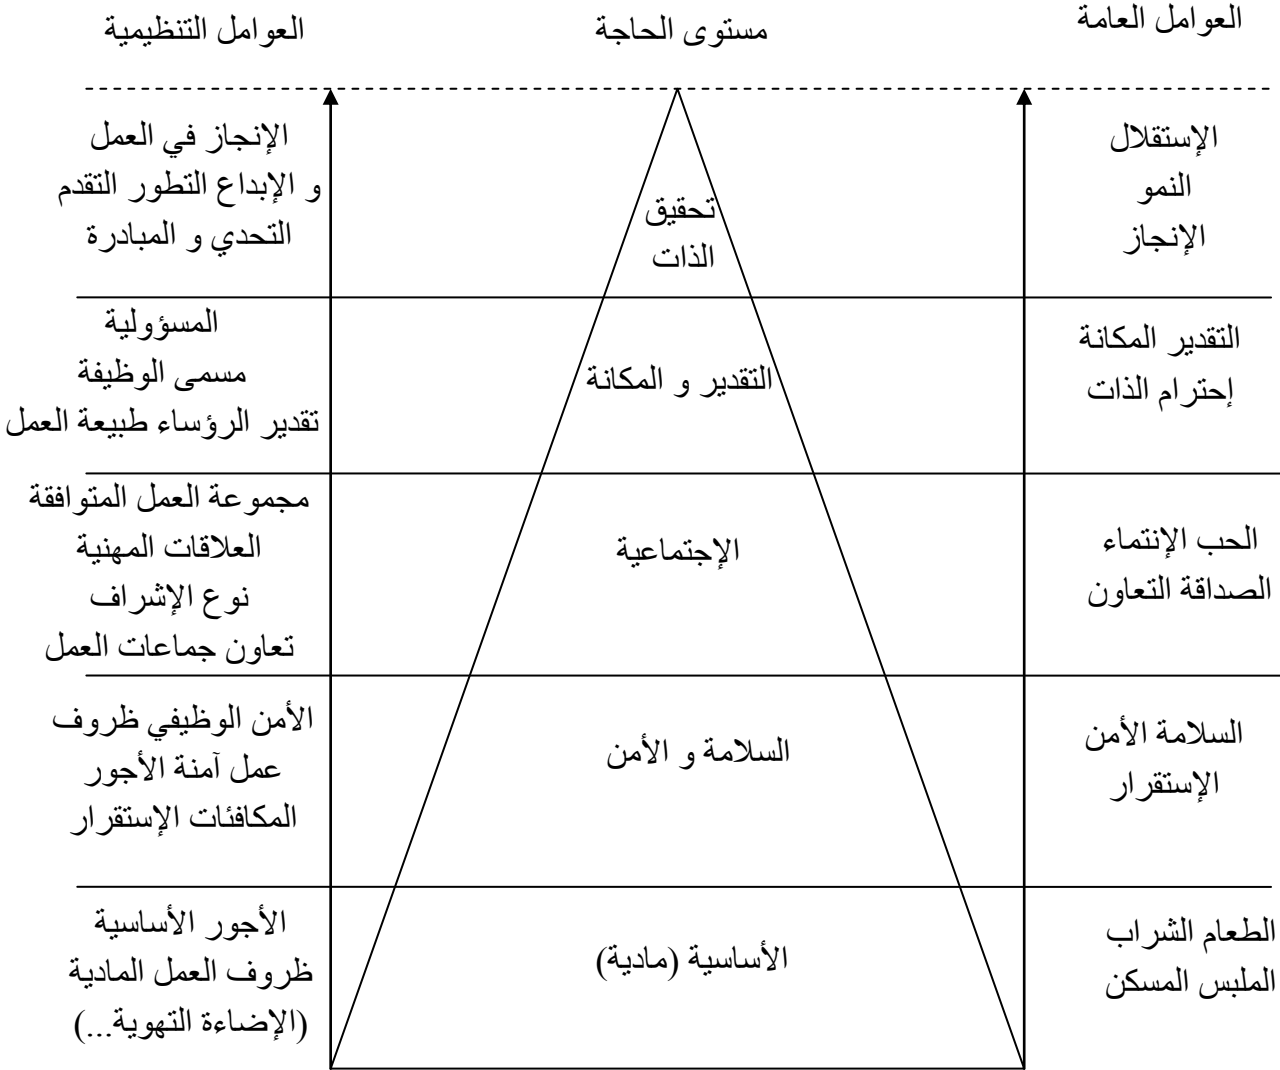 العوامل العامة
مستوى الحاجة
العوامل التنظيمية
الإستقلال
النمو
الإنجاز
تحقيق
الذات
الإنجاز في العمل
و الإبداع التطور التقدم
التحدي و المبادرة
التقدير المكانة
إحترام الذات
التقدير و المكانة
المسؤولية
مسمى الوظيفة
تقدير الرؤساء طبيعة العمل
الحب الإنتماء
الصداقة التعاون
الإجتماعية
مجموعة العمل المتوافقة
العلاقات المهنية
نوع الإشراف
تعاون جماعات العمل
السلامة الأمن
الإستقرار
السلامة و الأمن
الأمن الوظيفي ظروف
عمل آمنة الأجور
المكافئات الإستقرار
الطعام الشراب
الملبس المسكن
الأساسية (مادية)
الأجور الأساسية
ظروف العمل المادية
(الإضاءة التهوية...)